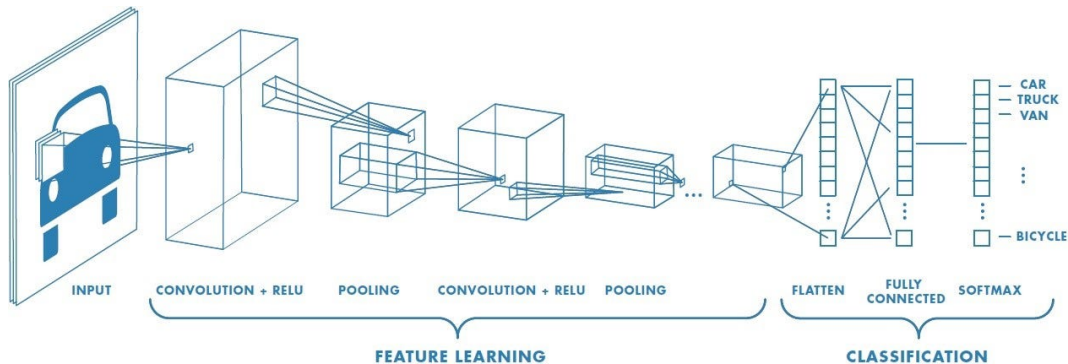 CAR
TRUCK
VAN
BICYCLE
INPUT
CONVOLUTION + RELU
POOLING
CONVOLUTION + RELU
POOLING
FLATTEN
FULLY
CONNECTED
SOFTMAX
FEATURE LEARNING
CLASSIFICATION